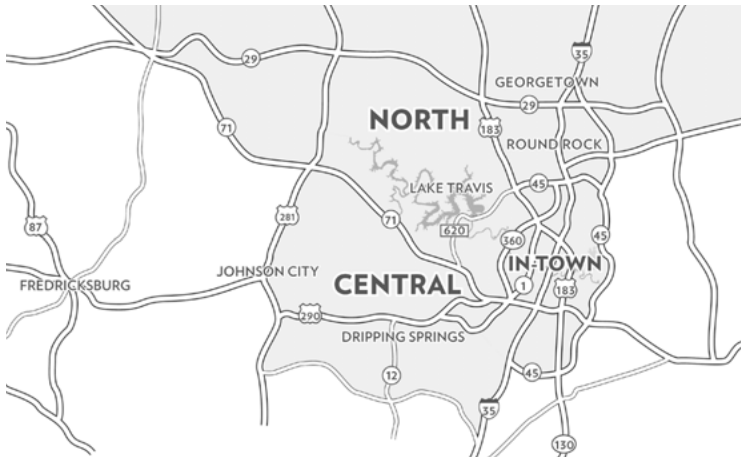 35
29
GEORGETOWN
29
NORTH
71
183
ROUND ROCK
LAKE TRAVIS
45
281
71
87
620
360
45
JOHNSON CITY
IN-TOWN
FREDRICKSBURG
CENTRAL
1
183
290
DRIPPING SPRINGS
12
45
35
130